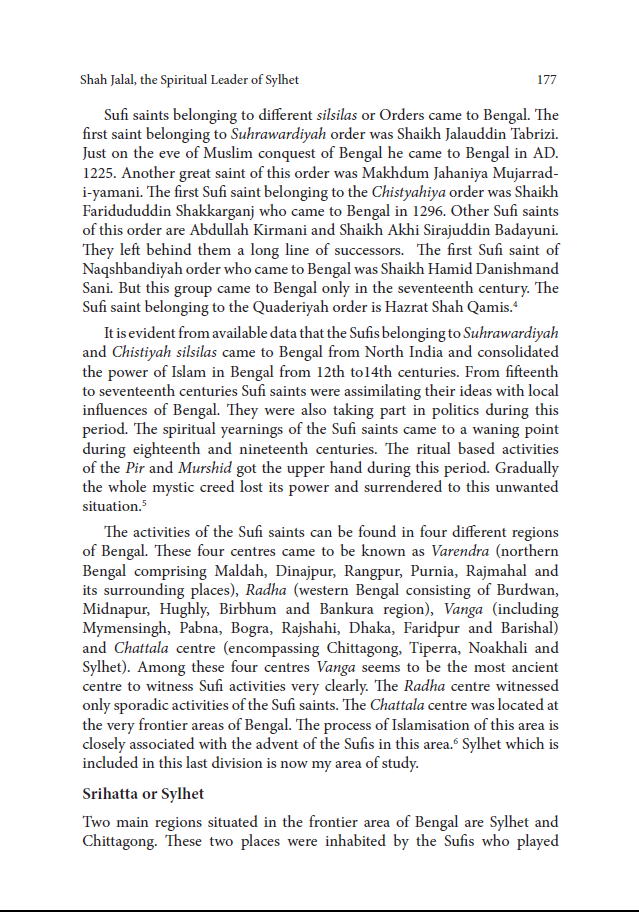 Shah Jalal, the Spiritual Leader of Sylhet 177
Sufi saints belonging to different silsilas or Orders came to Bengal. The
first saint belonging to Suhrawardiyah order was Shaikh Jalauddin Tabrizi.
Just on the eve of Muslim conquest of Bengal he came to Bengal in AD.
1225. Another great saint of this order was Makhdum Jahaniya Mujarrad-
i-yamani. The first Sufi saint belonging to the Chistyahiya order was Shaikh
Faridududdin Shakkarganj who came to Bengal in 1296. Other Sufi saints
of this order are Abdullah Kirmani and Shaikh Akhi Sirajuddin Badayuni.
They left behind them a long line of successors. The first Sufi saint of
Naqshbandiyah order who came to Bengal was Shaikh Hamid Danishmand
Sani. But this group came to Bengal only in the seventeenth century. The
Sufi saint belonging to the Quaderiyah order is Hazrat Shah Qamis.⁴
It is evident from available data that the Sufis belonging to Suhrawardiyah
and Chistiyah silsilas came to Bengal from North India and consolidated
the power of Islam in Bengal from 12th to14th centuries. From fifteenth
to seventeenth centuries Sufi saints were assimilating their ideas with local
influences of Bengal. They were also taking part in politics during this
period. The spiritual yearnings of the Sufi saints came to a waning point
during eighteenth and nineteenth centuries. The ritual based activities
of the Pir and Murshid got the upper hand during this period. Gradually
the whole mystic creed lost its power and surrendered to this unwanted
situation.⁵
The activities of the Sufi saints can be found in four different regions
of Bengal. These four centres came to be known as Varendra (northern
Bengal comprising Maldah, Dinajpur, Rangpur, Purnia, Rajmahal and
its surrounding places), Radha (western Bengal consisting of Burdwan,
Midnapur, Hughly, Birbhum and Bankura region), Vanga (including
Mymensingh, Pabna, Bogra, Rajshahi, Dhaka, Faridpur and Barishal)
and Chattala centre (encompassing Chittagong, Tiperra, Noakhali and
Sylhet). Among these four centres Vanga seems to be the most ancient
centre to witness Sufi activities very clearly. The Radha centre witnessed
only sporadic activities of the Sufi saints. The Chattala centre was located at
the very frontier areas of Bengal. The process of Islamisation of this area is
closely associated with the advent of the Sufis in this area.⁶ Sylhet which is
included in this last division is now my area of study.
Srihatta or Sylhet
Two main regions situated in the frontier area of Bengal are Sylhet and
Chittagong. These two places were inhabited by the Sufis who played